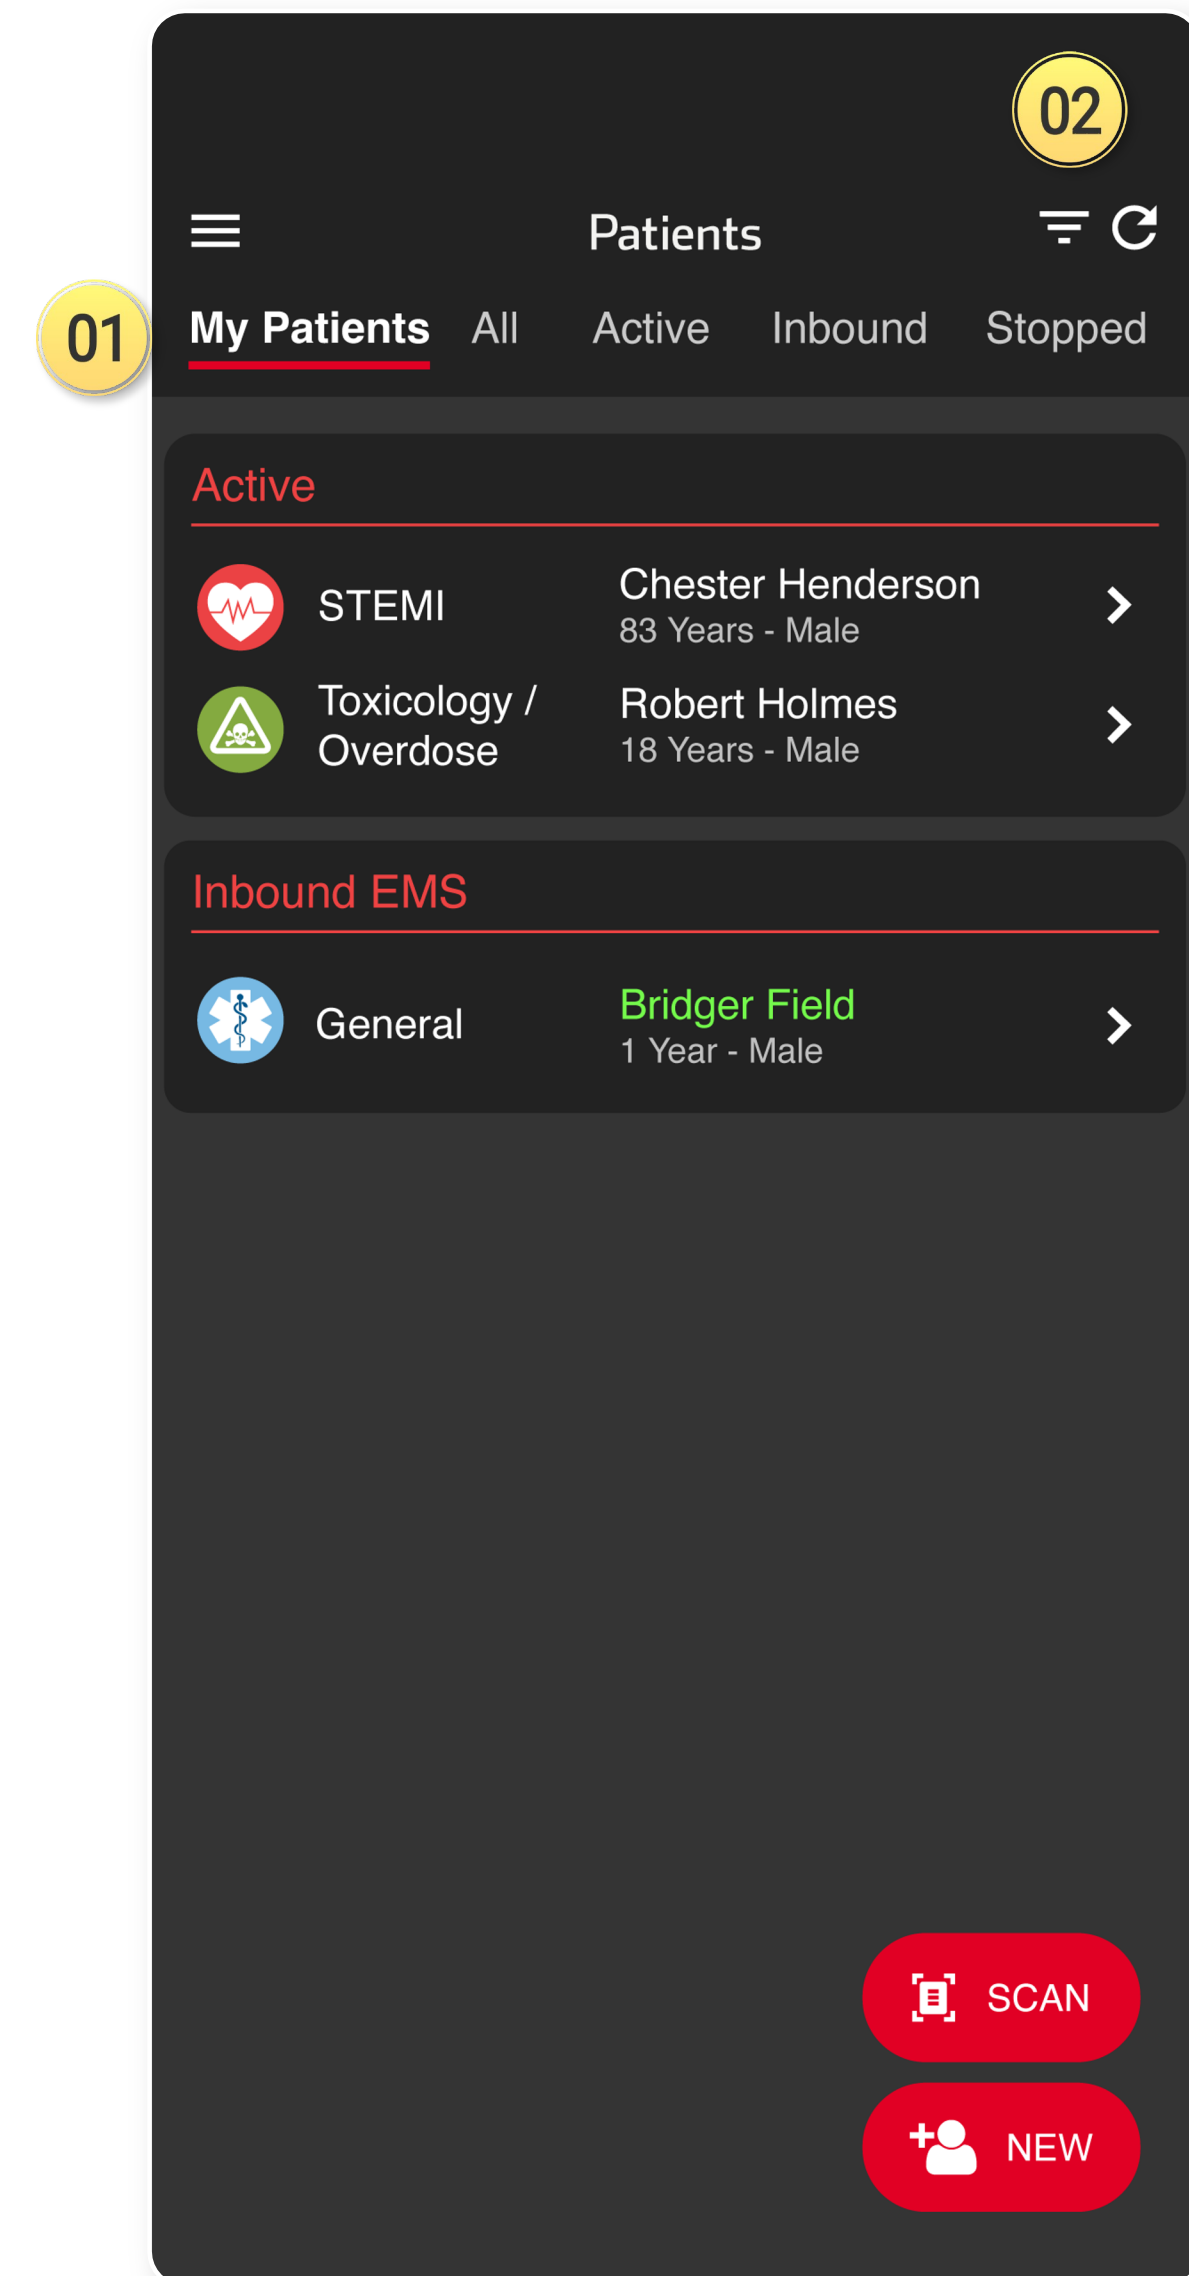 02
Patients
01
My Patients All Active Inbound Stopped
Active
STEMI
Chester Henderson
83 Years - Male
Toxicology /
Overdose
Robert Holmes
18 Years - Male
Inbound EMS
General
Bridger Field
1 Year - Male
SCAN
NEW